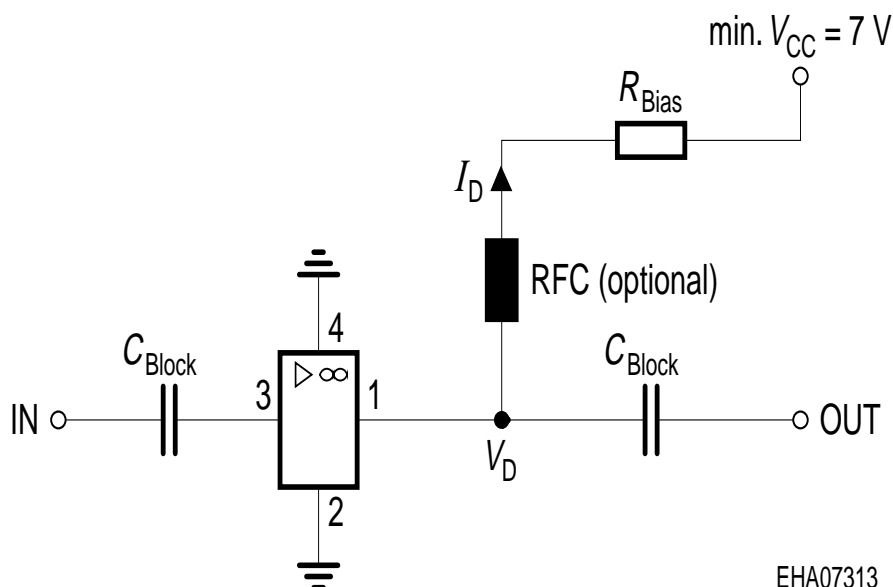 min. VCC = 7 V
RBias
ID
RFC (optional)
4
CBlock
CBlock
3
1
IN
OUT
VD
2
EHA07313